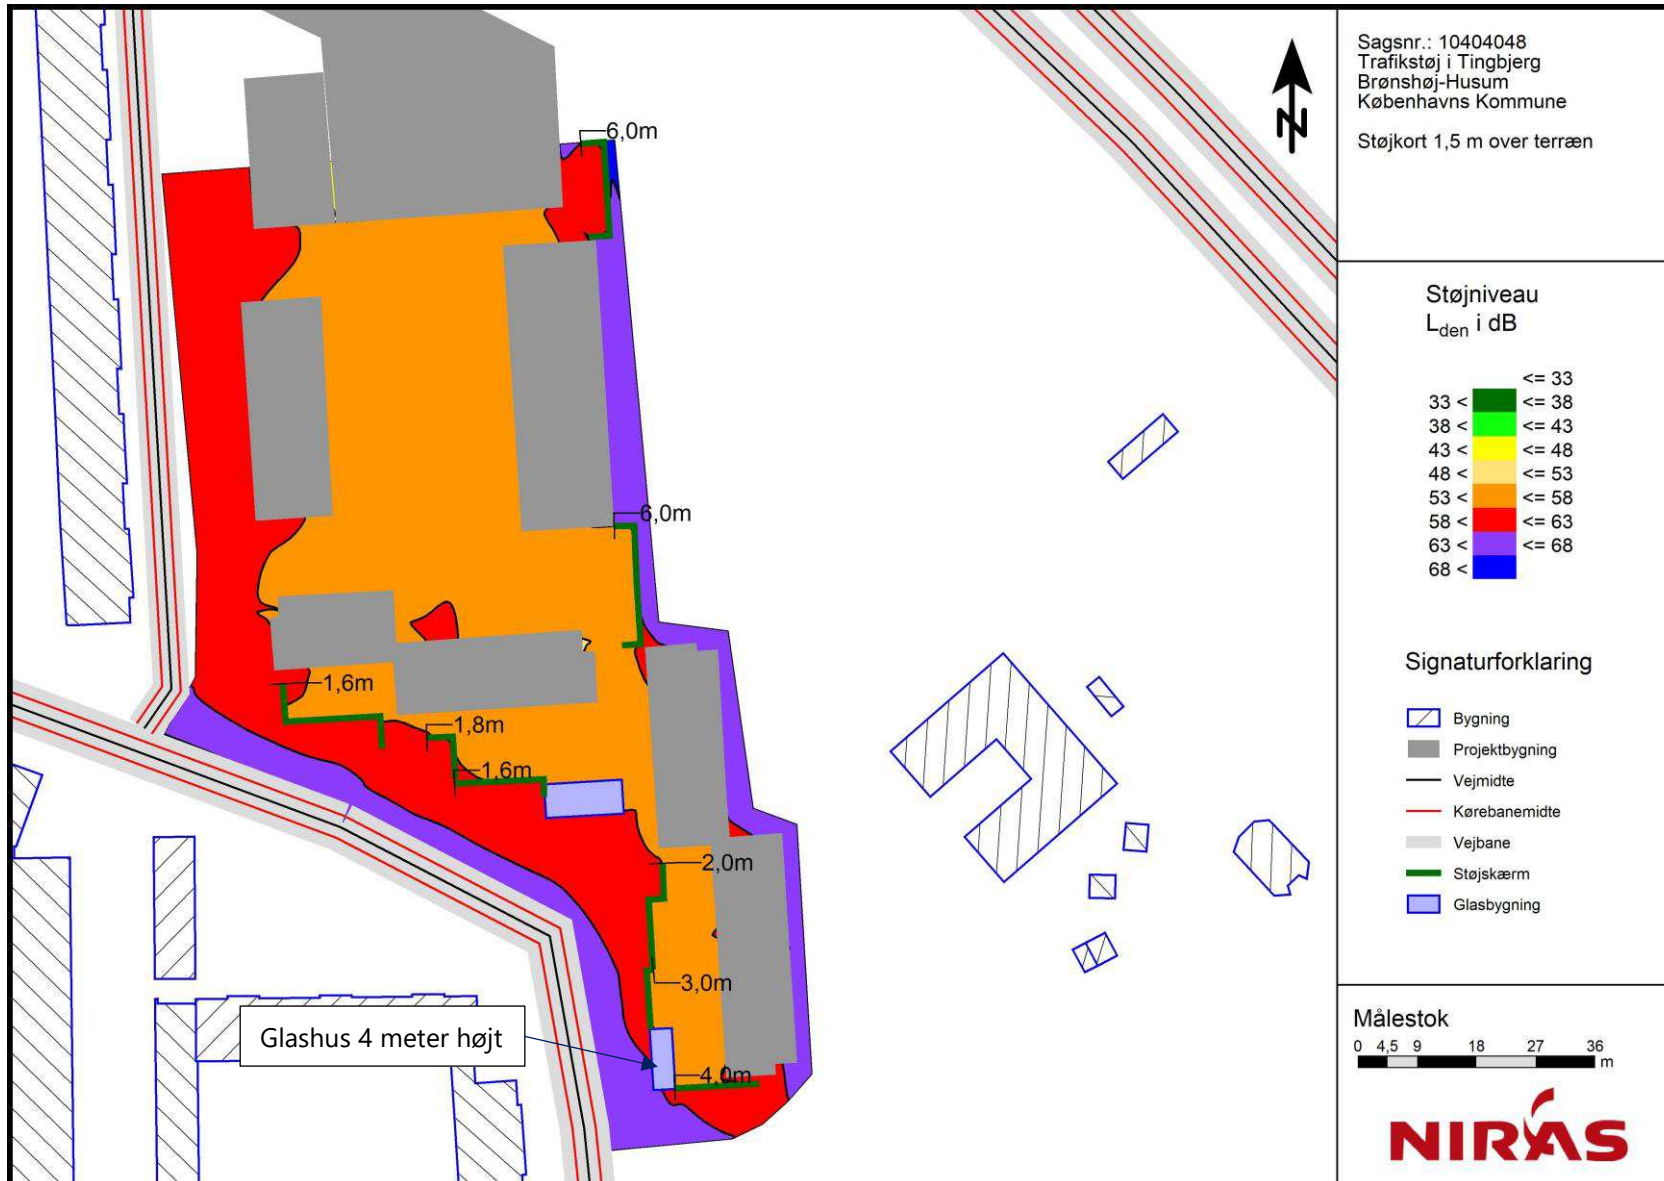 Sagsnr.: 10404048
Trafikstøj i Tingbjerg
Brønshøj-Husum
Københavns Kommune
Støjkort 1,5 m over terræn
N
Støjniveau
Lden i dB
<= 33
33 < <= 38
38 < <= 43
43 < <= 48
48 < <= 53
53 < <= 58
58 < <= 63
63 < <= 68
68 <
Signaturforklaring
Bygning
Projektbygning
Vejmidte
Kørebanemidte
Vejbane
Støjskærm
Glasbygning
Målestok
0 4,5 9 18 27 36
m
NIRAS
6,0m
6,0m
1,6m
1,8m
1,6m
2,0m
3,0m
4,0m
Glashus 4 meter højt